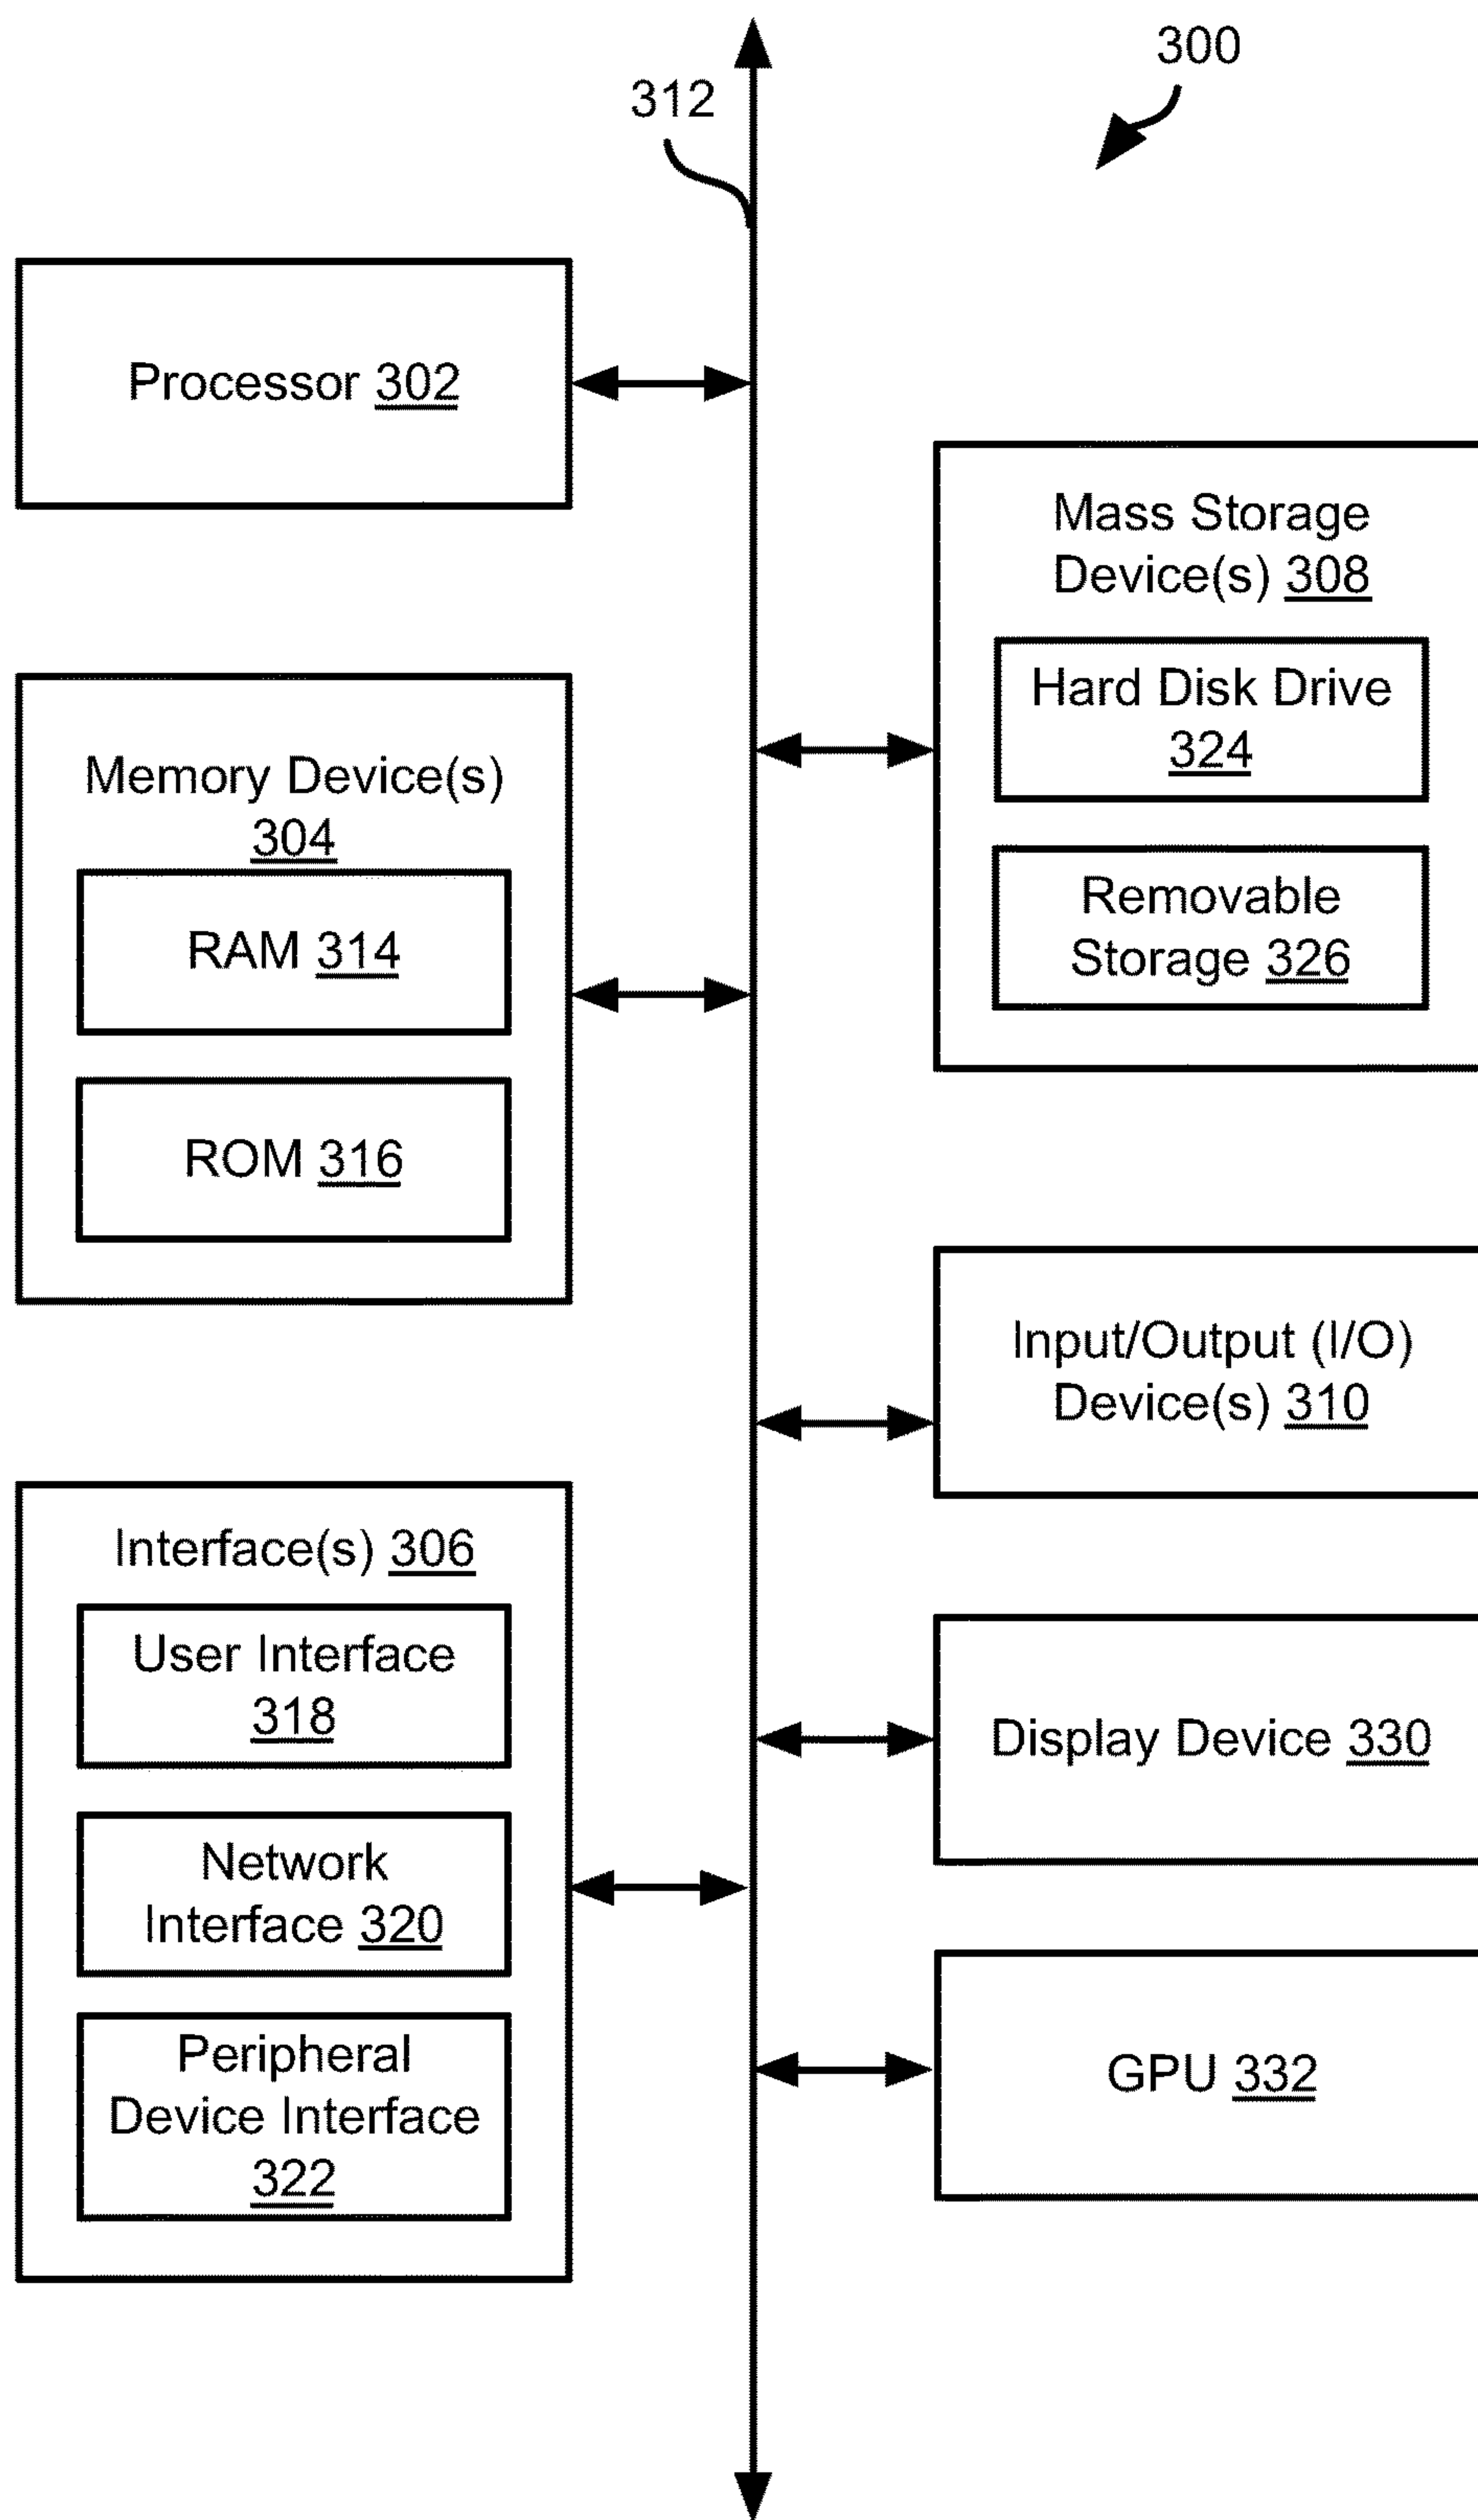 300
312
Processor 302
Memory Device(s)
304
RAM 314
ROM 316
Interface(s) 306
User Interface
318
Network
Interface 320
Peripheral
Device Interface
322
Mass Storage
Device(s) 308
Hard Disk Drive
324
Removable
Storage 326
Input/Output (I/O)
Device(s) 310
Display Device 330
GPU 332